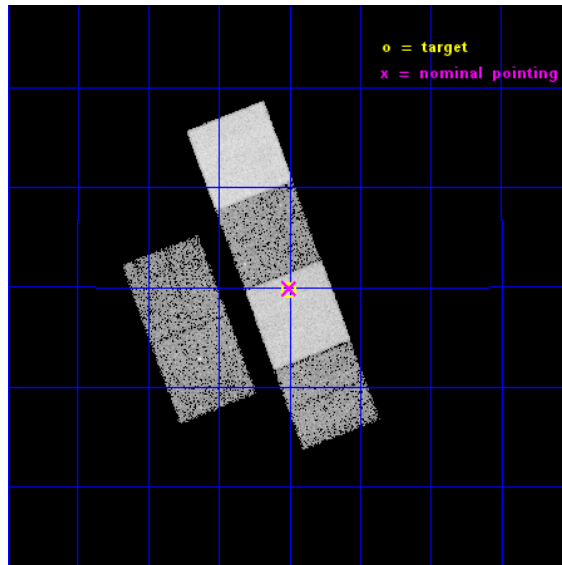 o = target
x = nominal pointing